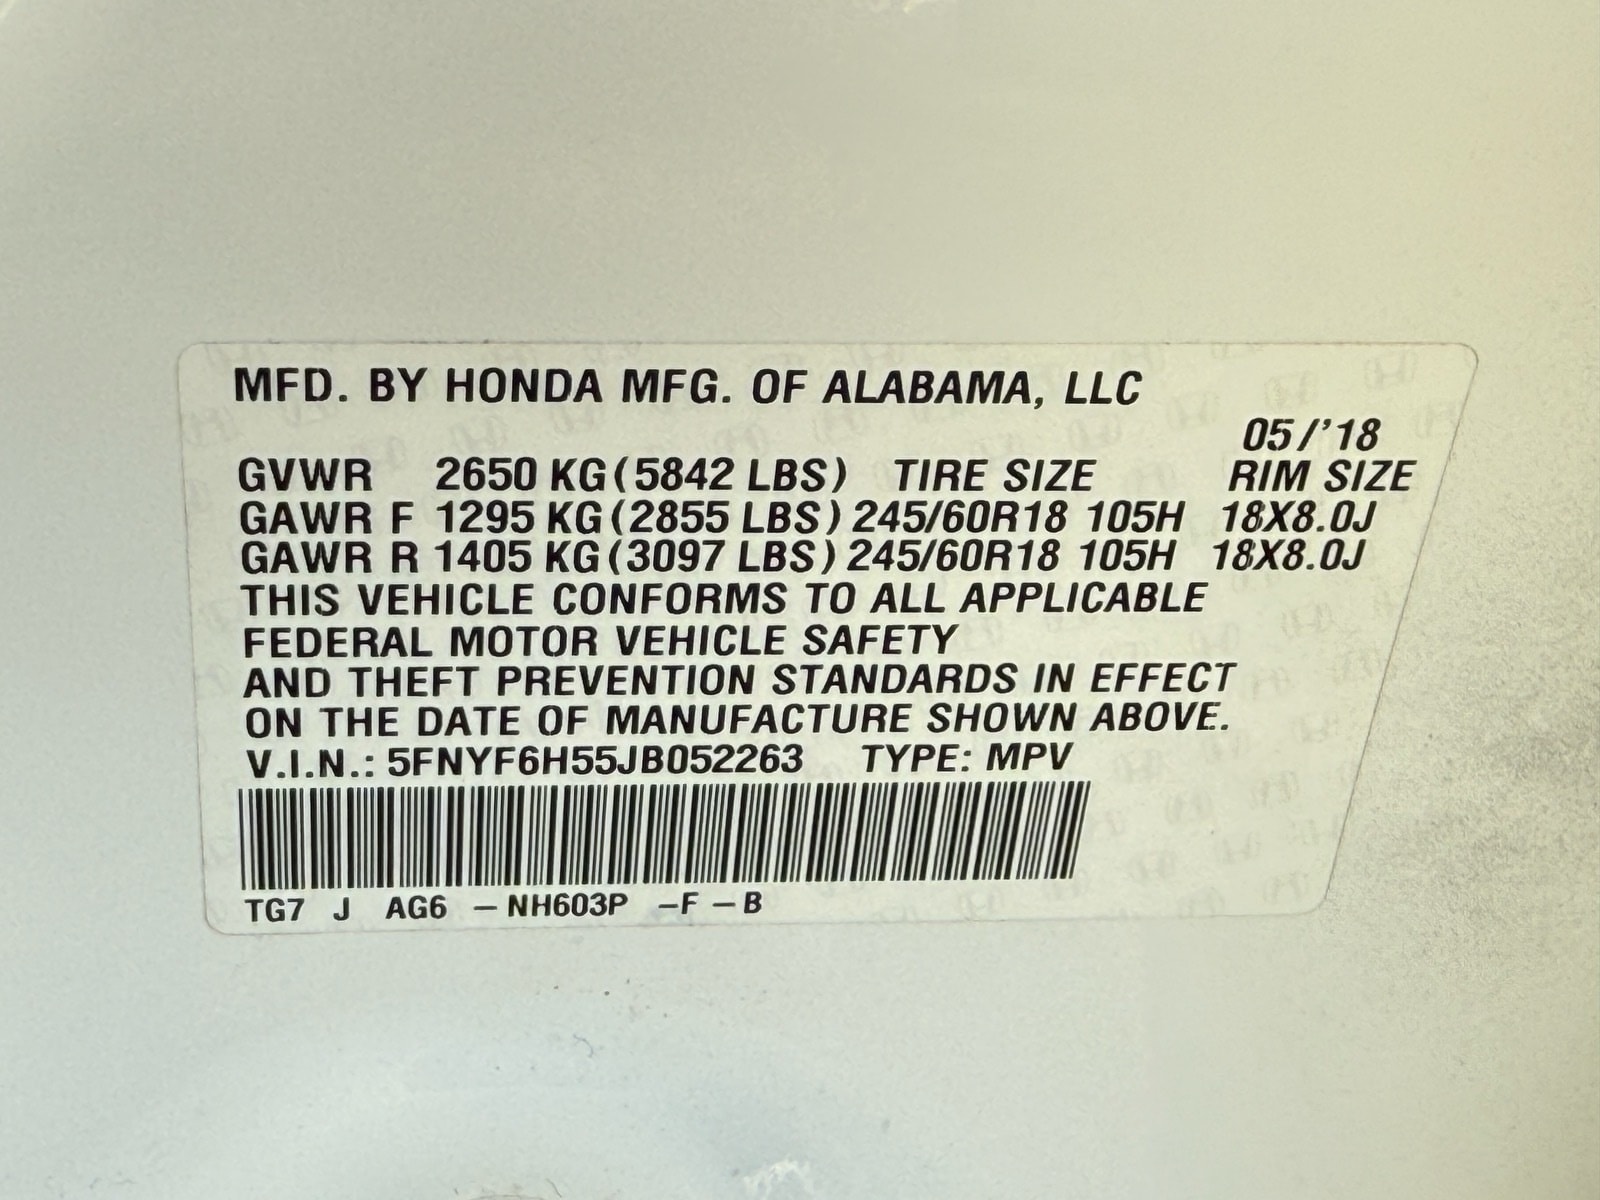 MFD. BY HONDA MFG. OF ALABAMA, LLC
05/'18
GVWR 2650 KG (5842 LBS) TIRE SIZE RIM SIZE
GAWR F 1295 KG (2855 LBS) 245/60R18 105H 18X8.0J
GAWR R 1405 KG (3097 LBS) 245/60R18 105H 18X8.0J
THIS VEHICLE CONFORMS TO ALL APPLICABLE
FEDERAL MOTOR VEHICLE SAFETY
AND THEFT PREVENTION STANDARDS IN EFFECT
ON THE DATE OF MANUFACTURE SHOWN ABOVE.
V.I.N.: 5FNYF6H55JB052263 TYPE: MPV
TG7 J AG6 – NH603P -F – B